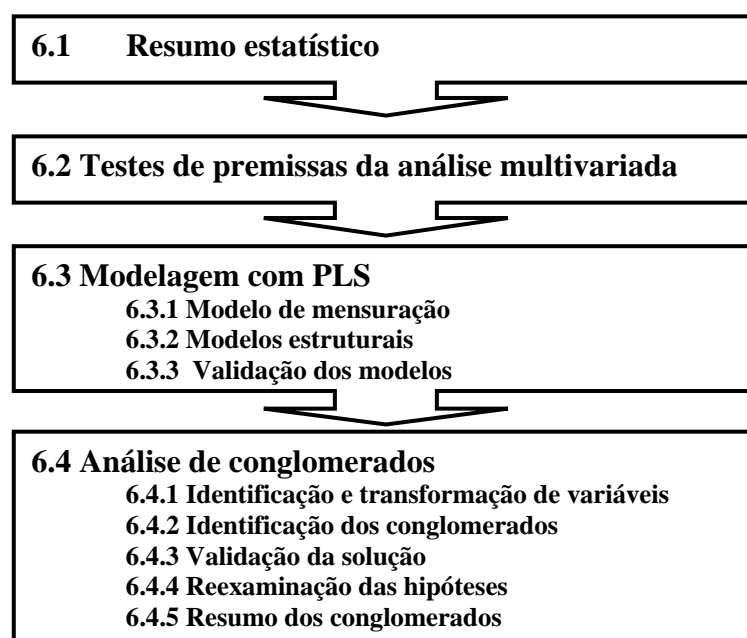 6.1 Resumo estatístico
6.2 Testes de premissas da análise multivariada
6.3 Modelagem com PLS
6.3.1 Modelo de mensuração
6.3.2 Modelos estruturais
6.3.3 Validação dos modelos
6.4 Análise de conglomerados
6.4.1 Identificação e transformação de variáveis
6.4.2 Identificação dos conglomerados
6.4.3 Validação da solução
6.4.4 Reexaminação das hipóteses
6.4.5 Resumo dos conglomerados